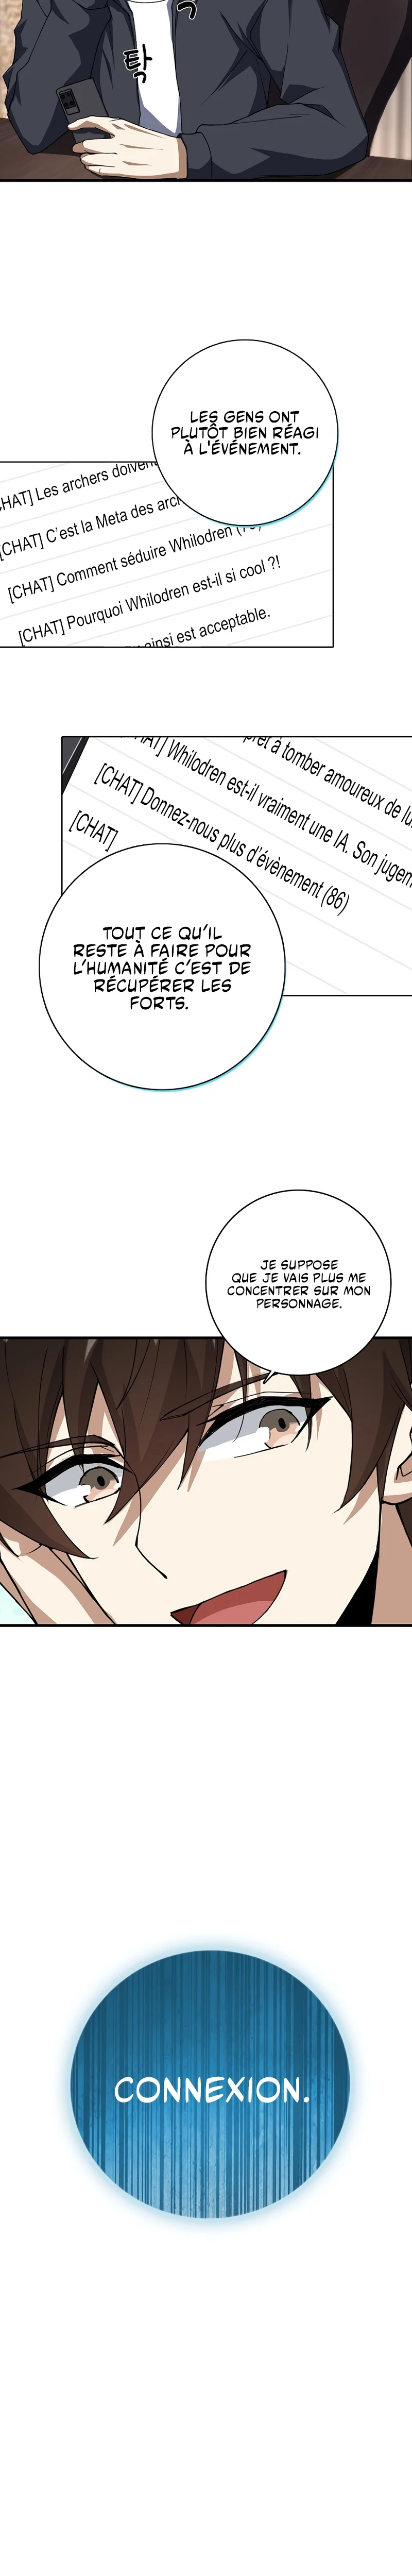 탁
LES GENS ONT
PLUTÔT BIEN RÉAGI
À L'ÉVÉNEMENT.
[CHAT] Les archers doivent
[CHAT] C'est la Meta des
[CHAT] Comment séduire Whilodren
[CHAT] Pourquoi Whilodren est-il si cool ?!
ainsi est acceptable.
à tomber amoureux de
[CHAT] Whilodren est-il vraiment une IA. Son
[CHAT] Donnez-nous plus d'évènement (86)
[CHAT]
TOUT CE QU'IL
RESTE À FAIRE POUR
L'HUMANITÉ C'EST DE
RÉCUPÉRER LES
FORTS.
JE SUPPOSE
QUE JE VAIS PLUS ME
CONCENTRER SUR MON
PERSONNAGE.
CONNEXION.